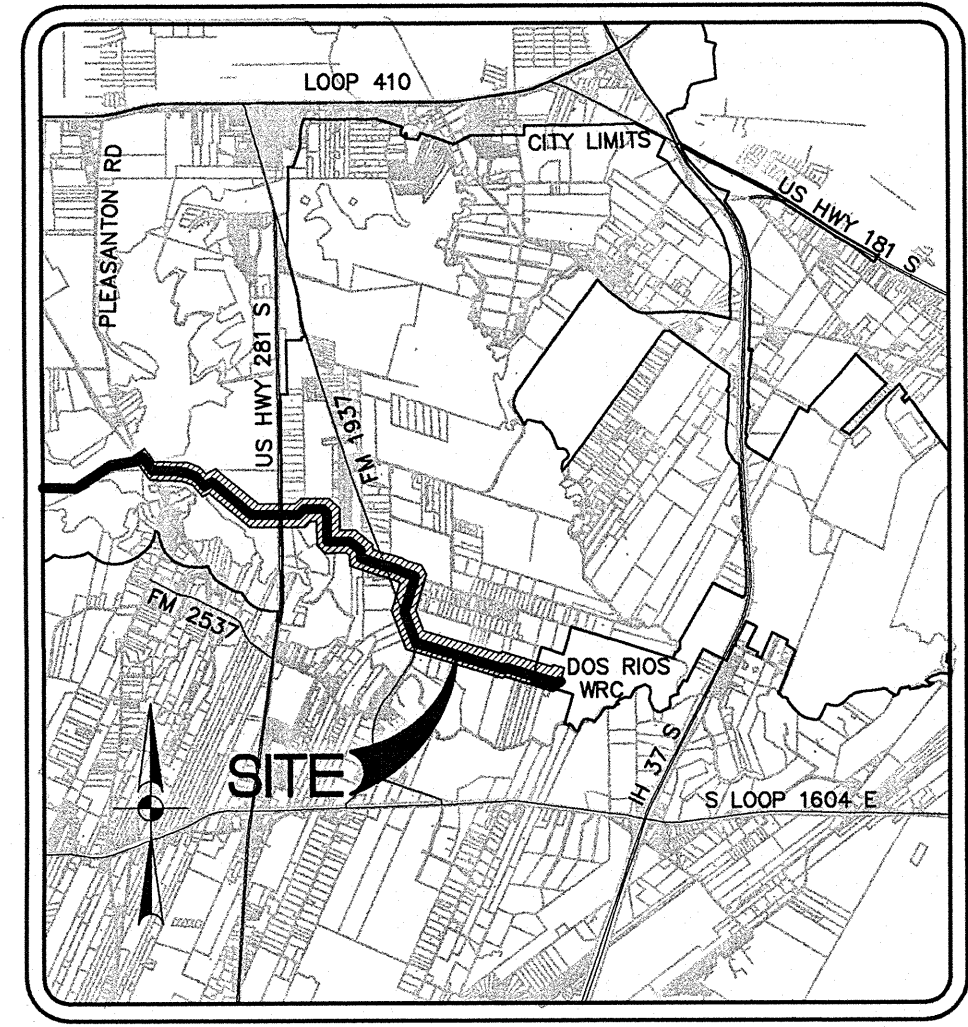 LOOP 410
CITY LIMITS
PLEASANTON RD
US HWY 181 S
US HWY 281 S
FM 1937
FM 2537
DOS RIOS
WRC
SITE
IH 37 S
S LOOP 1604 E